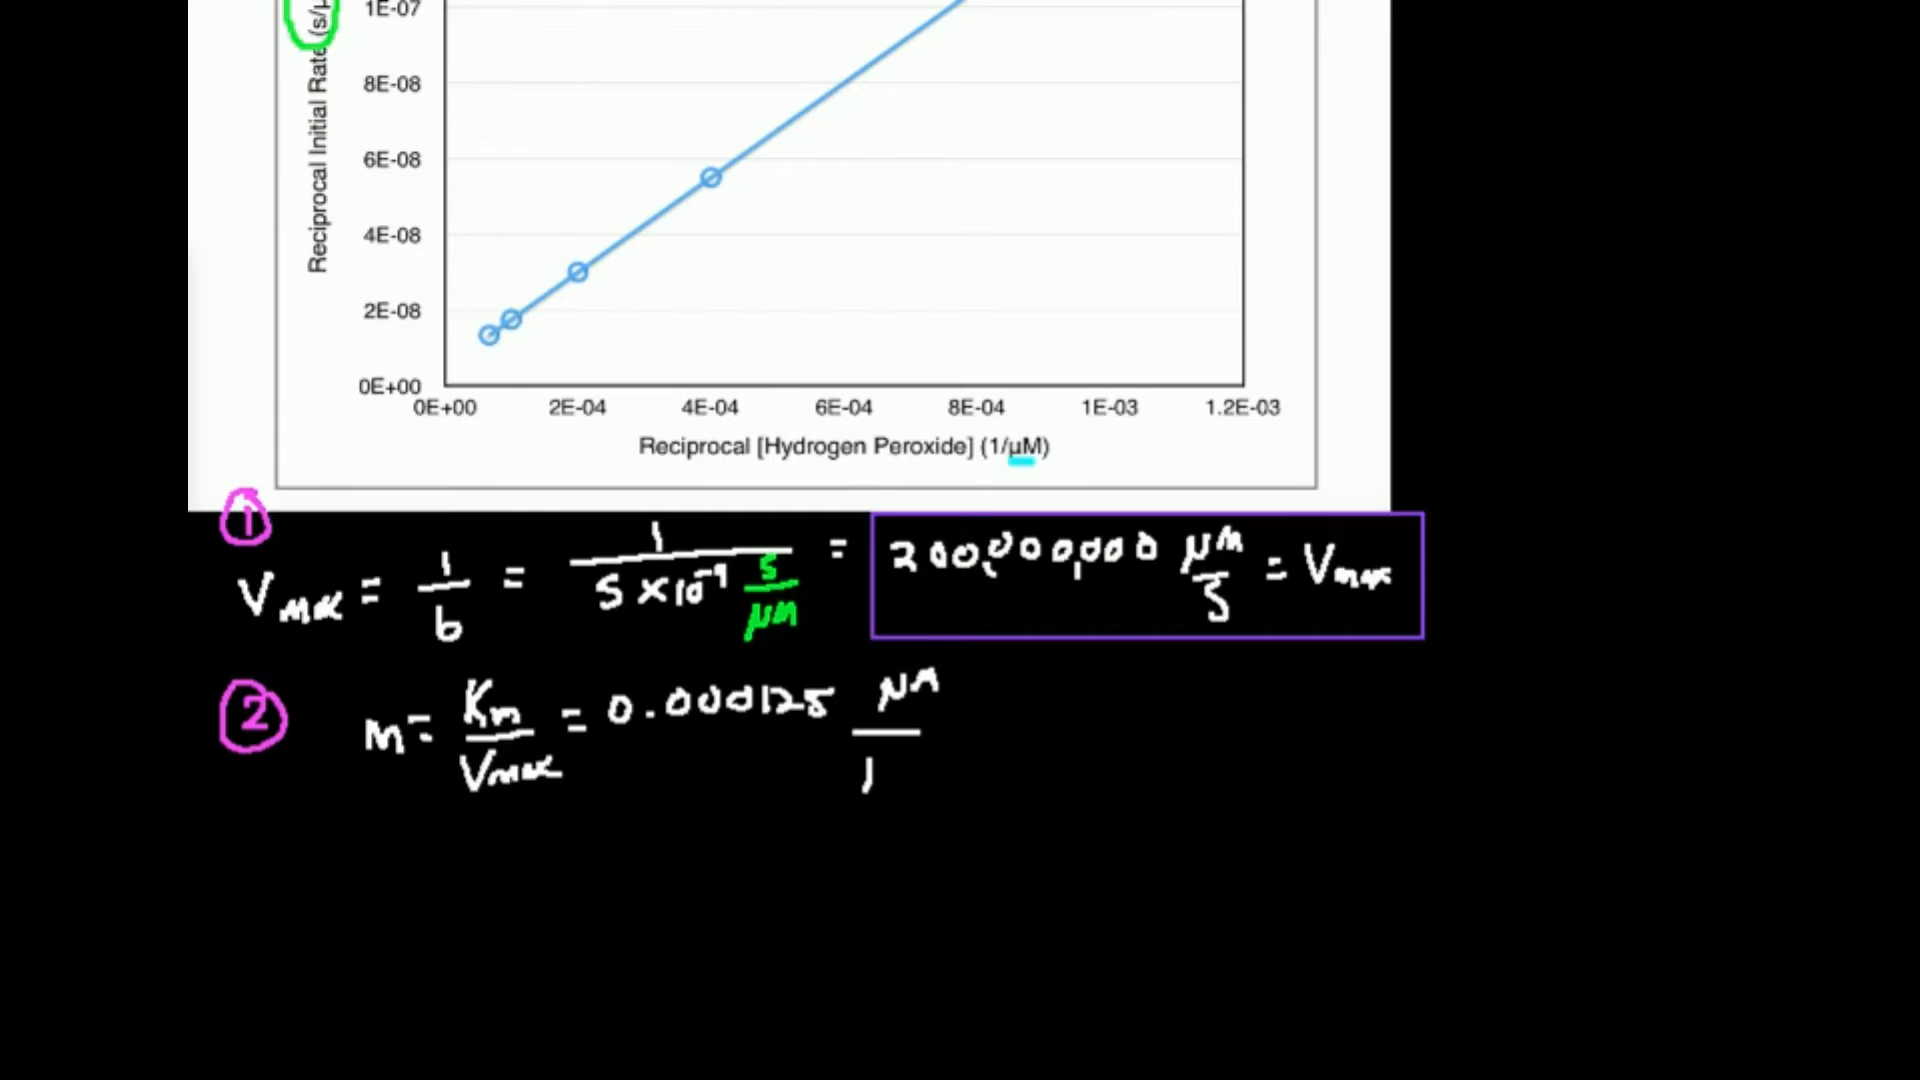 1E-07
8E-08
6E-08
4E-08
2E-08
0E+00
Reciprocal Initial Rate (s/μ
0E+00 2E-04 4E-04 6E-04 8E-04 1E-03 1.2E-03
Reciprocal [Hydrogen Peroxide] (1/μM)
1
Vmax = 1/b = 1/(5 x 10^-9 s/μM) = 200,000,000 μM/s = Vmax
2
m = Km/Vmax = 0.000125 μM/1